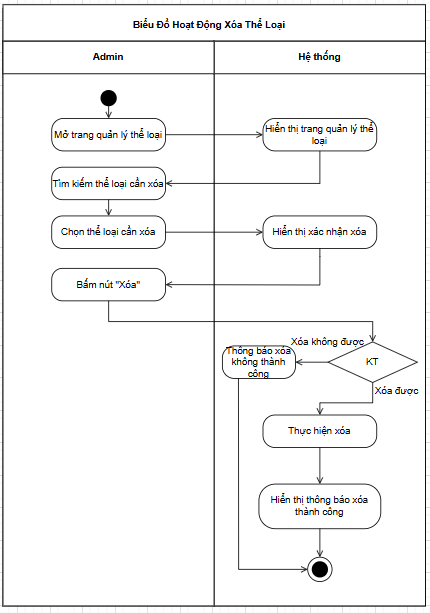 Biểu Đồ Hoạt Động Xóa Thể Loại
Admin
Hệ thống
Mở trang quản lý thể loại
Hiển thị trang quản lý thể
loại
Tìm kiếm thể loại cần xóa
Chọn thể loại cần xóa
Hiển thị xác nhận xóa
Bấm nút "Xóa"
Xóa không được
KT
Thông báo xóa
không thành
công
Xóa được
Thực hiện xóa
Hiển thị thông báo xóa
thành công